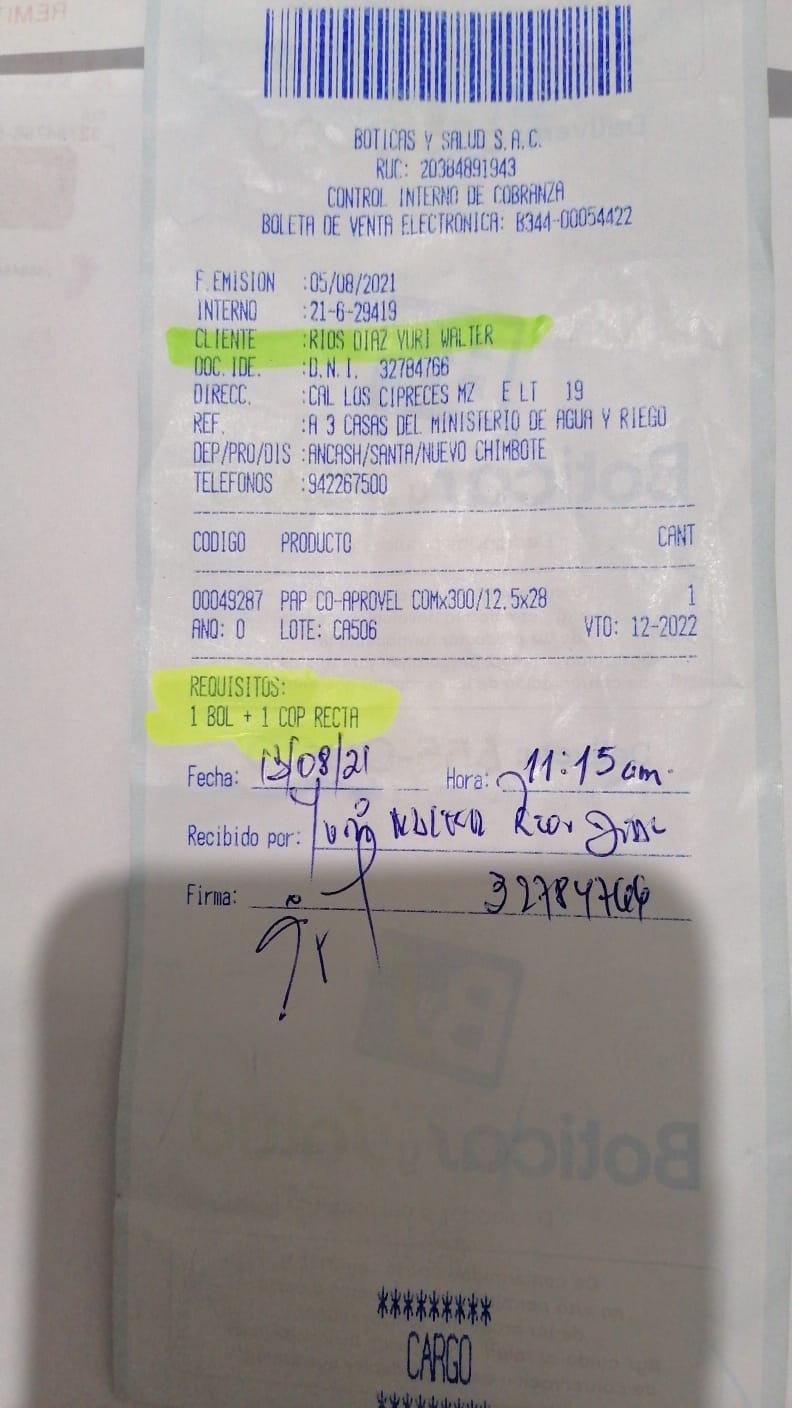 BOTICAS Y SALUD S.A.C.
RUC: 20384891943
CONTROL INTERNO DE COBRANZA
BOLETA DE VENTA ELECTRONICA: B344-00054422
F.EMISION :05/08/2021
INTERNO :21-6-29419
CLIENTE :RIOS DIAZ YURI WALTER
DOC. IDE. :D.N.I. 32784766
DIRECC. :CAL LOS CIPRECES MZ E LT 19
REF. :A 3 CASAS DEL MINISTERIO DE AGUA Y RIEGO
DEP/PRO/DIS :ANCASH/SANTA/NUEVO CHIMBOTE
TELEFONOS :942267500
CODIGO PRODUCTO CANT
00049287 PAP CO-APROVEL COMx300/12.5x28 1
ANO: 0 LOTE: CA506 VTO: 12-2022
REQUISITOS:
1 BOL + 1 COP RECTA
Fecha: 13/08/21 Hora: 11:15 am.
Recibido por: Yuri Walter Rios Diaz
Firma: 32784766
*********
CARGO
*********